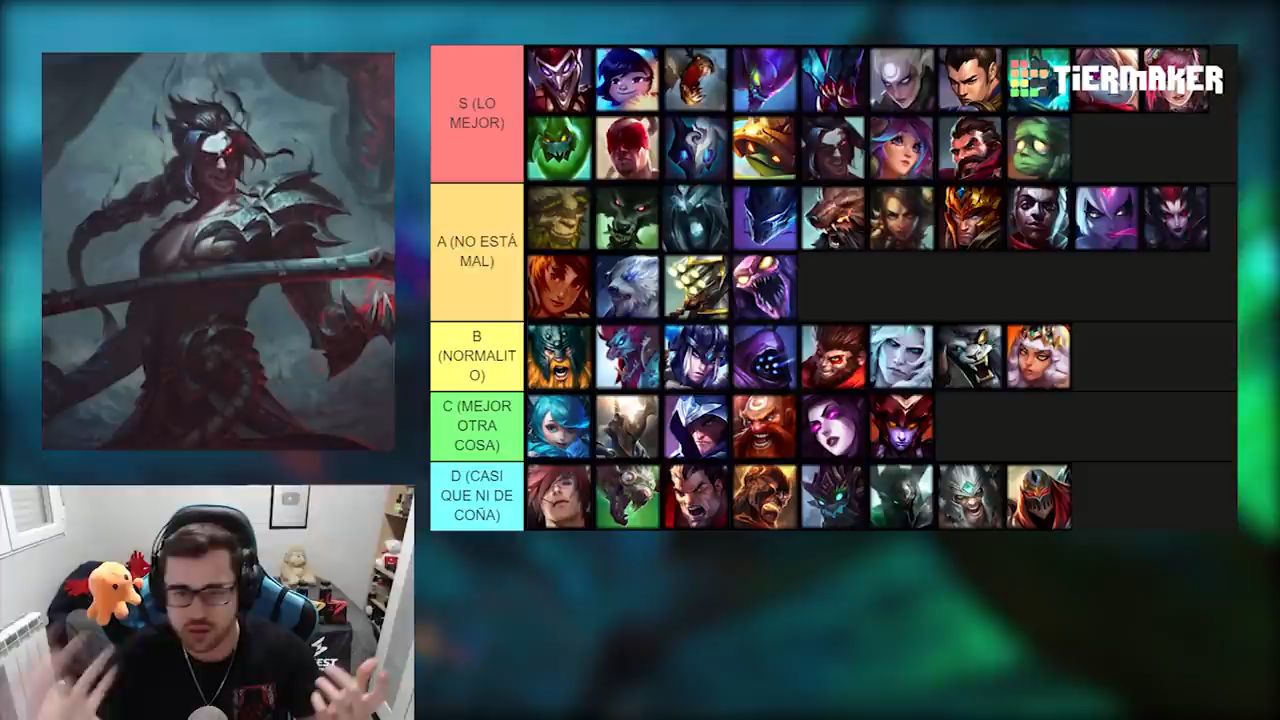 TiERMAKER
S (LO
MEJOR)
A (NO ESTÁ
MAL)
B
(NORMALIT
O)
C (MEJOR
OTRA
COSA)
D (CASI
QUE NI DE
COÑA)